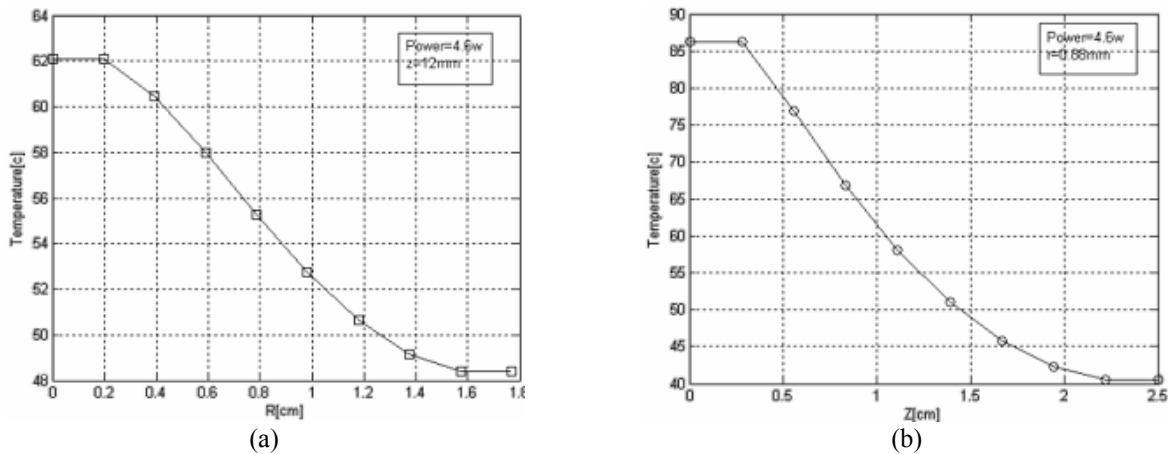 64
62
60
58
56
54
52
50
48
0 0.2 0.4 0.6 0.8 1 1.2 1.4 1.6 1.8
Temperature[c]
R[cm]
Power=4.6w
z=12mm
(a)
90
85
80
75
70
65
60
55
50
45
40
0 0.5 1 1.5 2 2.5
Temperature[c]
Z[cm]
Power=4.6w
r=0.88mm
(b)